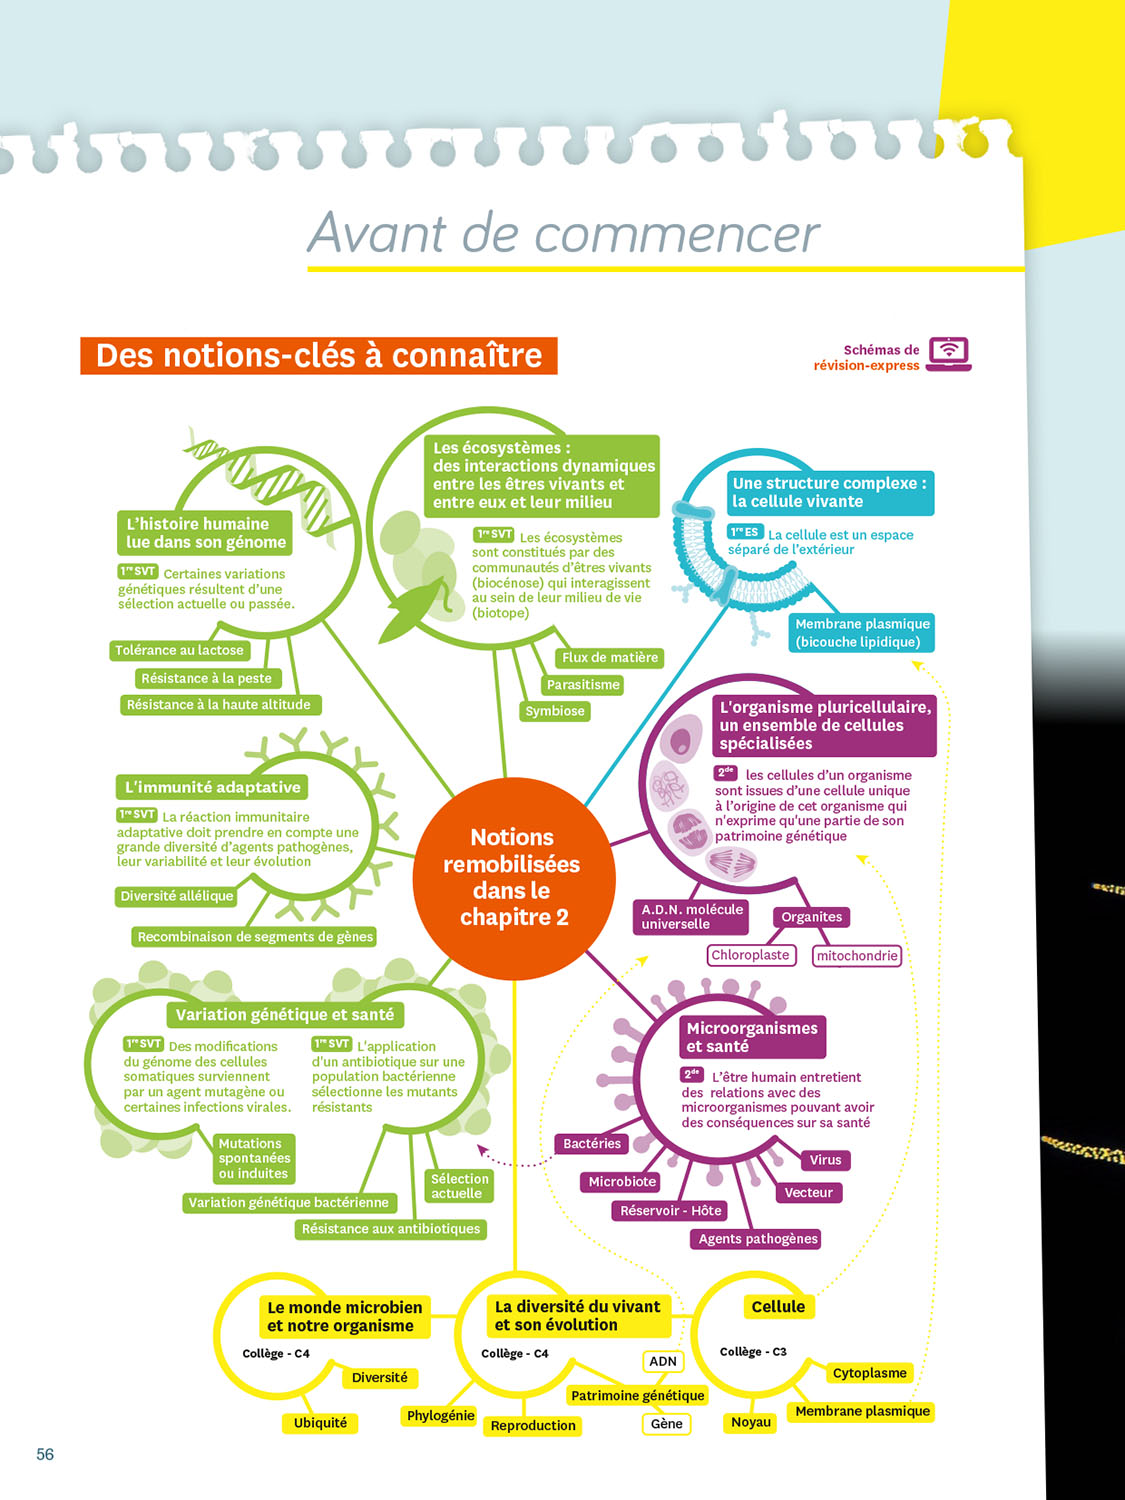 Avant de commencer
Des notions-clés à connaître
Schémas de
révision-express
L'histoire humaine
lue dans son génome
1re SVT Certaines variations
génétiques résultent d'une
sélection actuelle ou passée.
Tolérance au lactose
Résistance à la peste
Résistance à la haute altitude
Les écosystèmes :
des interactions dynamiques
entre les êtres vivants et
entre eux et leur milieu
1re SVT Les écosystèmes
sont constitués par des
communautés d'êtres vivants
(biocénose) qui interagissent
au sein de leur milieu de vie
(biotope)
Flux de matière
Parasitisme
Symbiose
Une structure complexe :
la cellule vivante
1re ES La cellule est un espace
séparé de l'extérieur
Membrane plasmique
(bicouche lipidique)
L'organisme pluricellulaire,
un ensemble de cellules
spécialisées
2de les cellules d'un organisme
sont issues d'une cellule unique
à l'origine de cet organisme qui
n'exprime qu'une partie de son
patrimoine génétique
A.D.N. molécule
universelle
Organites
Chloroplaste
mitochondrie
L'immunité adaptative
1re SVT La réaction immunitaire
adaptative doit prendre en compte une
grande diversité d'agents pathogènes,
leur variabilité et leur évolution
Diversité allélique
Recombinaison de segments de gènes
Notions
remobilisées
dans le
chapitre 2
Variation génétique et santé
1re SVT Des modifications
du génome des cellules
somatiques surviennent
par un agent mutagène ou
certaines infections virales.
1re SVT L'application
d'un antibiotique sur une
population bactérienne
sélectionne les mutants
résistants
Mutations
spontanées
ou induites
Variation génétique bactérienne
Résistance aux antibiotiques
Sélection
actuelle
Microorganismes
et santé
2de L'être humain entretient
des relations avec des
microorganismes pouvant avoir
des conséquences sur sa santé
Bactéries
Microbiote
Réservoir - Hôte
Agents pathogènes
Vecteur
Virus
Le monde microbien
et notre organisme
Collège - C4
Diversité
Ubiquité
La diversité du vivant
et son évolution
Collège - C4
Phylogénie
Reproduction
Patrimoine génétique
ADN
Gène
Cellule
Collège - C3
Cytoplasme
Membrane plasmique
Noyau
56